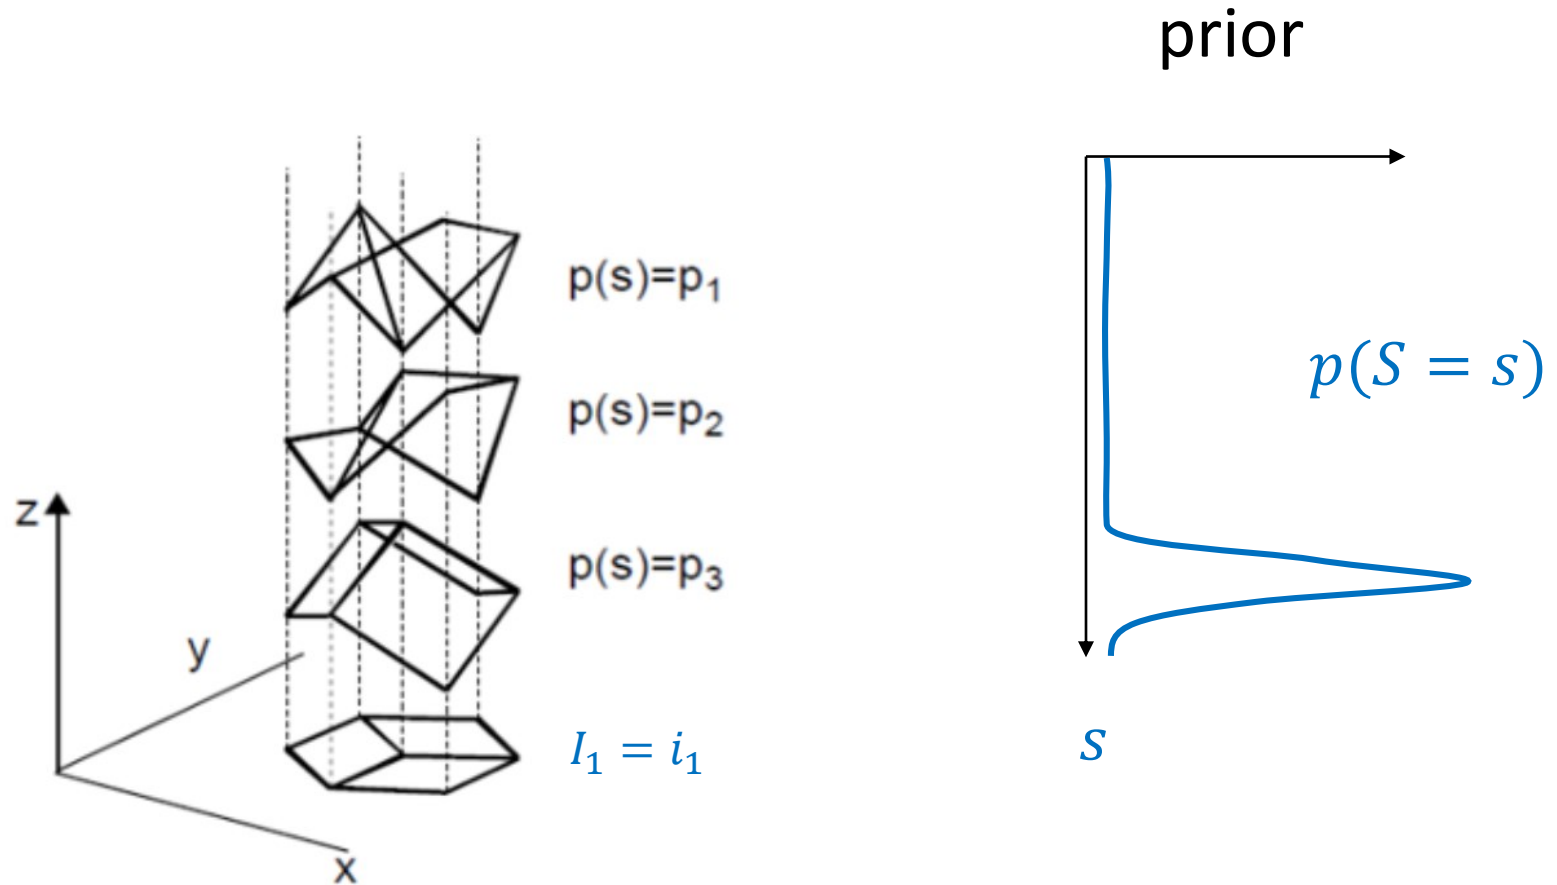 prior
p(s)=p₁
p(S = s)
p(s)=p₂
z
p(s)=p₃
y
I₁ = i₁
s
x